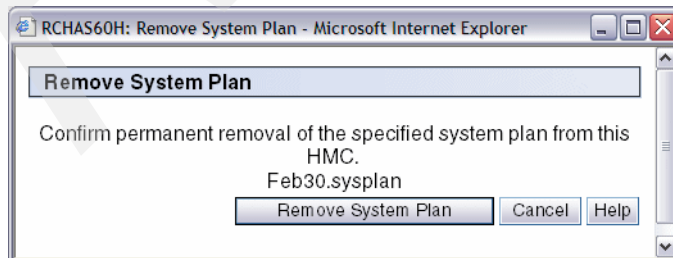 RCHAS60H: Remove System Plan - Microsoft Internet Explorer
Remove System Plan
Confirm permanent removal of the specified system plan from this
HMC.
Feb30.sysplan
Remove System Plan Cancel Help